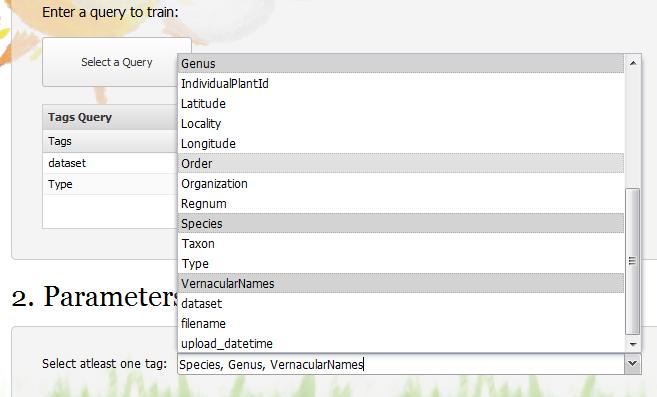 Enter a query to train:
Select a Query
Tags Query
Tags
dataset
Type
Genus
IndividualPlantId
Latitude
Locality
Longitude
Order
Organization
Regnum
Species
Taxon
Type
VernacularNames
dataset
filename
upload_datetime
2. Parameters
Select atleast one tag: Species, Genus, VernacularNames